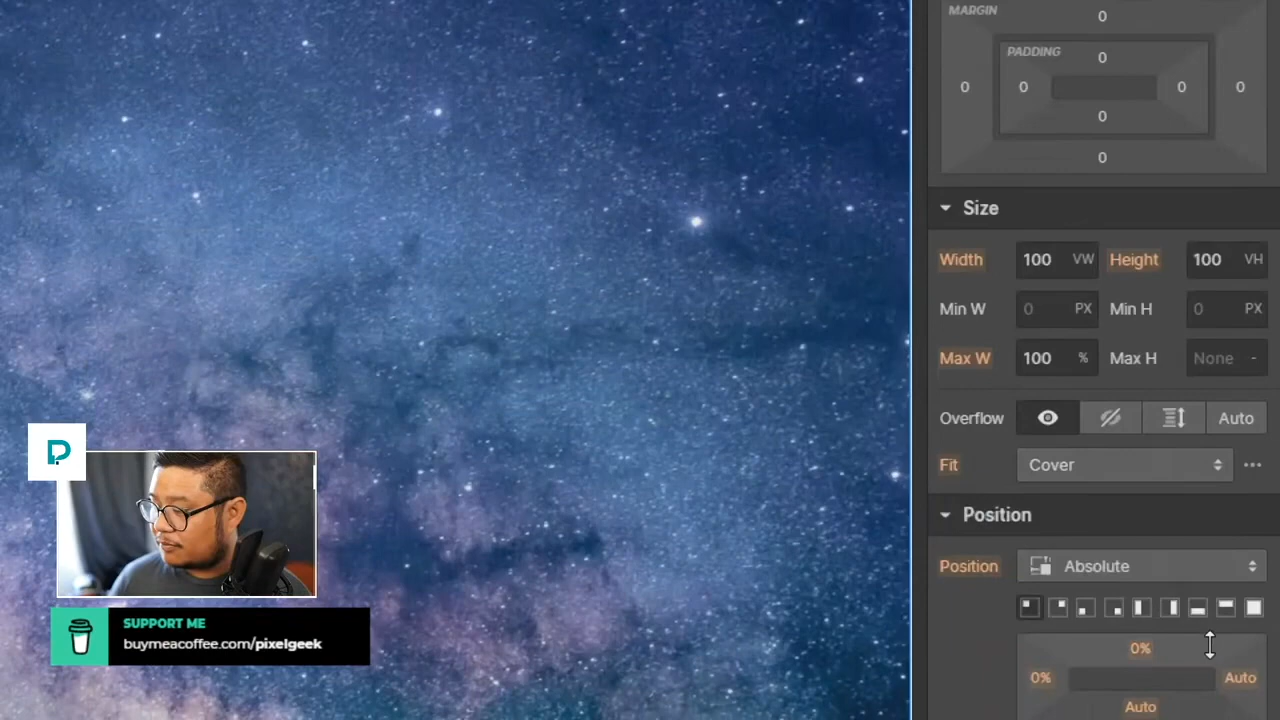 MARGIN
0
PADDING
0
0 0 0 0
0
0
Size
Width 100 VW Height 100 VH
Min W 0 PX Min H 0 PX
Max W 100 % Max H None -
Overflow Auto
Fit Cover
Position
Position Absolute
0%
0% Auto
Auto
SUPPORT ME
buymeacoffee.com/pixelgeek